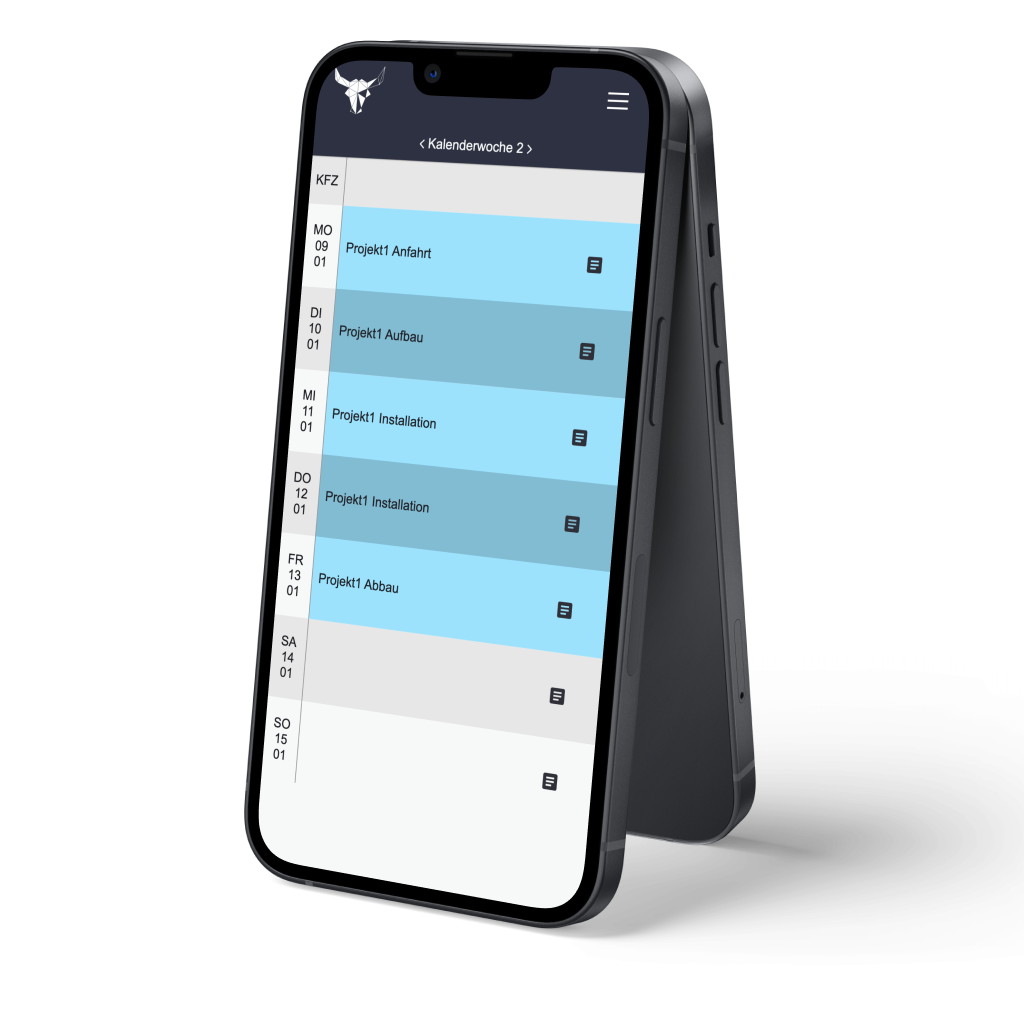 < Kalenderwoche 2 >
KFZ
MO
09
01
Projekt1 Anfahrt
DI
10
01
Projekt1 Aufbau
MI
11
01
Projekt1 Installation
DO
12
01
Projekt1 Installation
FR
13
01
Projekt1 Abbau
SA
14
01
SO
15
01